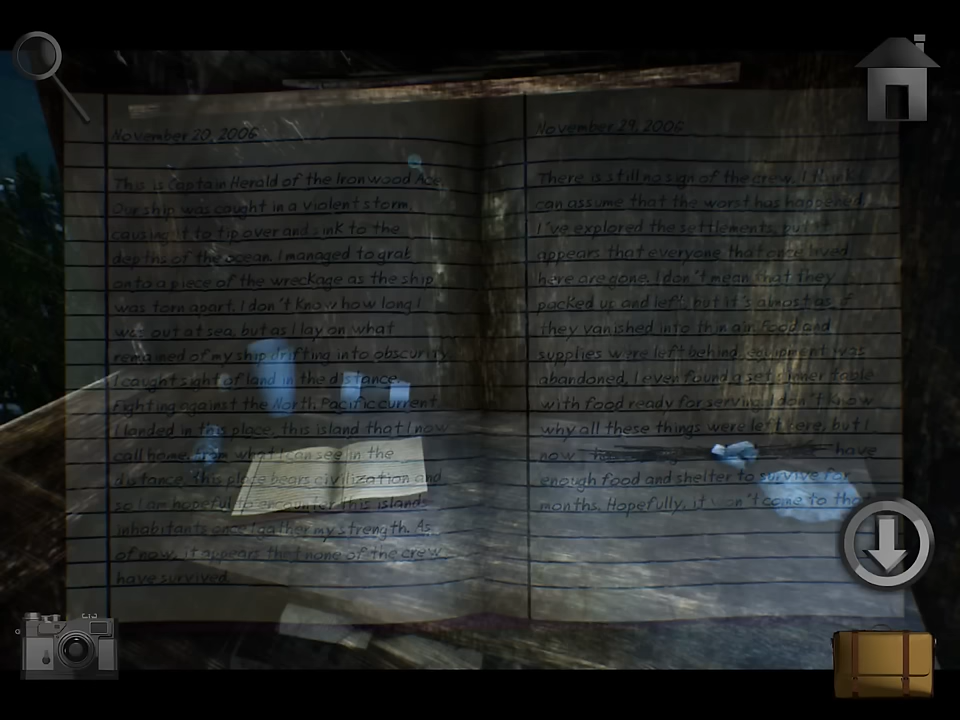 November 20, 2006
This is Captain Herald of the Ironwood Ace.
Our ship was caught in a violent storm,
causing it to tip over and sink to the
depths of the ocean. I managed to grab
onto a piece of the wreckage as the ship
was torn apart. I don't know how long I
was out at sea, but as I lay on what
remained of my ship drifting into obscurity,
I caught sight of land in the distance.
Fighting against the North Pacific current
I landed in this place, this island that I now
call home. From what I can see in the
distance, this place bears civilization and
so I am hopeful to encounter this island's
inhabitants once I gather my strength. As
of now, it appears that none of the crew
have survived.
November 29, 2006
There is still no sign of the crew. I think I
can assume that the worst has happened.
I've explored the settlements, but it
appears that everyone that once lived
here are gone. I don't mean that they
packed up and left, but it's almost as if
they vanished into thin air. Food and
supplies were left behind, equipment was
abandoned, I even found a set dinner table
with food ready for serving. I don't know
why all these things were left here, but I
now have
enough food and shelter to survive for
months. Hopefully, it won't come to that.